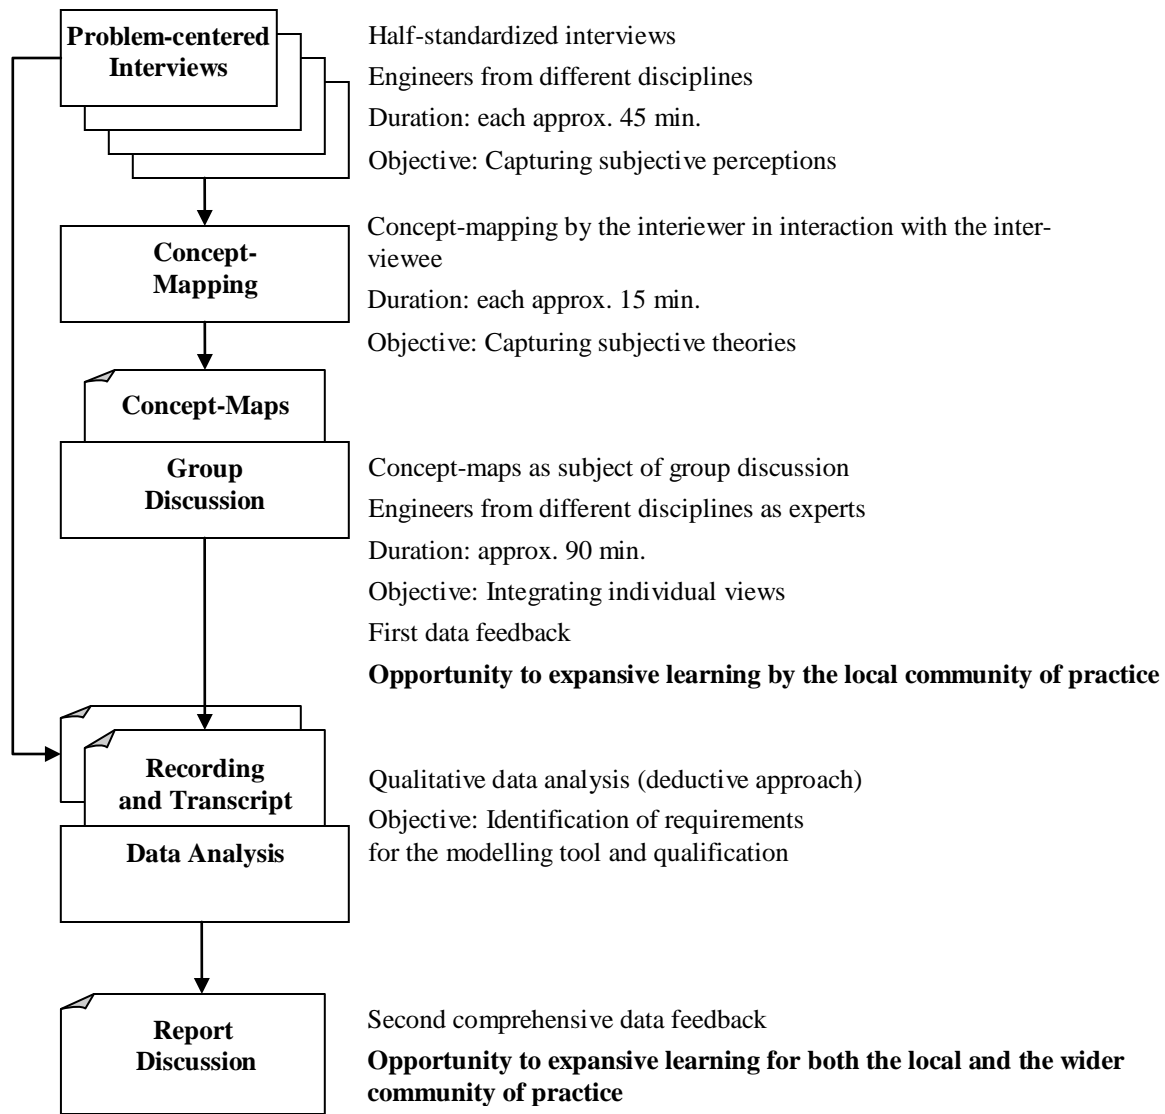 Problem-centered
Interviews
Half-standardized interviews
Engineers from different disciplines
Duration: each approx. 45 min.
Objective: Capturing subjective perceptions
Concept-
Mapping
Concept-mapping by the interiewer in interaction with the inter-
viewee
Duration: each approx. 15 min.
Objective: Capturing subjective theories
Concept-Maps
Group
Discussion
Concept-maps as subject of group discussion
Engineers from different disciplines as experts
Duration: approx. 90 min.
Objective: Integrating individual views
First data feedback
Opportunity to expansive learning by the local community of practice
Recording
and Transcript
Data Analysis
Qualitative data analysis (deductive approach)
Objective: Identification of requirements
for the modelling tool and qualification
Report
Discussion
Second comprehensive data feedback
Opportunity to expansive learning for both the local and the wider
community of practice